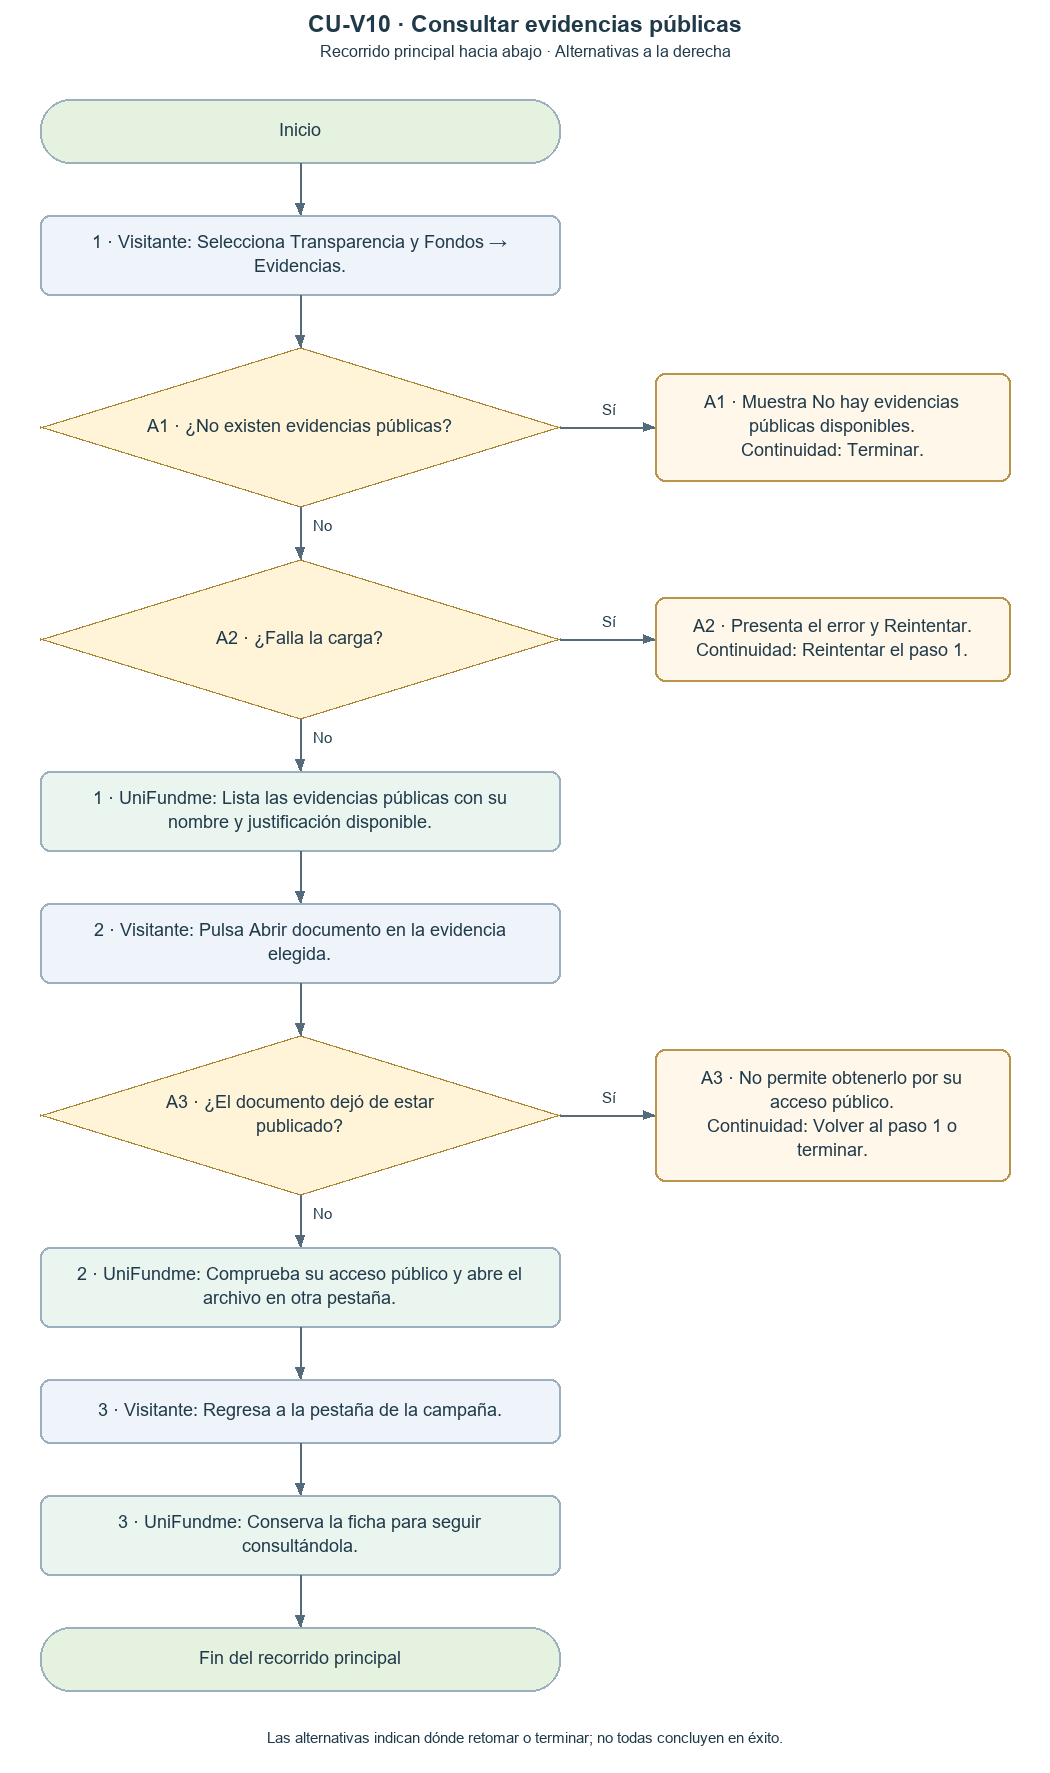 CU-V10 · Consultar evidencias públicas
Recorrido principal hacia abajo · Alternativas a la derecha
Inicio
1 · Visitante: Selecciona Transparencia y Fondos →
Evidencias.
A1 · ¿No existen evidencias públicas?
Sí
A1 · Muestra No hay evidencias
públicas disponibles.
Continuidad: Terminar.
No
A2 · ¿Falla la carga?
Sí
A2 · Presenta el error y Reintentar.
Continuidad: Reintentar el paso 1.
No
1 · UniFundme: Lista las evidencias públicas con su
nombre y justificación disponible.
2 · Visitante: Pulsa Abrir documento en la evidencia
elegida.
A3 · ¿El documento dejó de estar
publicado?
Sí
A3 · No permite obtenerlo por su
acceso público.
Continuidad: Volver al paso 1 o
terminar.
No
2 · UniFundme: Comprueba su acceso público y abre el
archivo en otra pestaña.
3 · Visitante: Regresa a la pestaña de la campaña.
3 · UniFundme: Conserva la ficha para seguir
consultándola.
Fin del recorrido principal
Las alternativas indican dónde retomar o terminar; no todas concluyen en éxito.